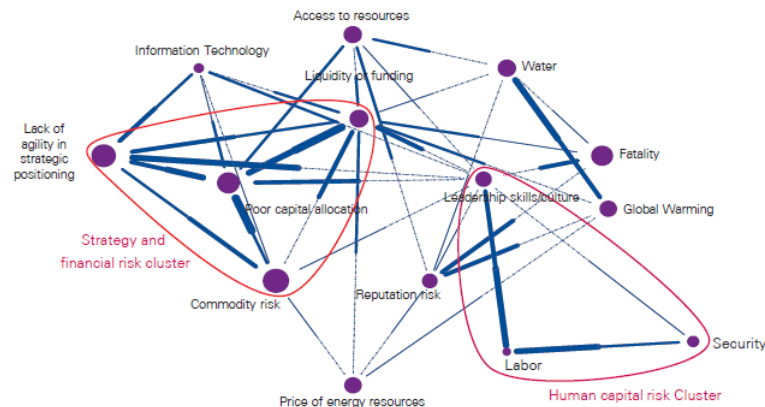 Access to resources
Information Technology
Water
Liquidity or funding
Lack of
agility in
strategic
positioning
Fatality
Leadership skills/culture
Poor capital allocation
Global Warming
Strategy and
financial risk cluster
Commodity risk
Reputation risk
Labor
Security
Human capital risk Cluster
Price of energy resources